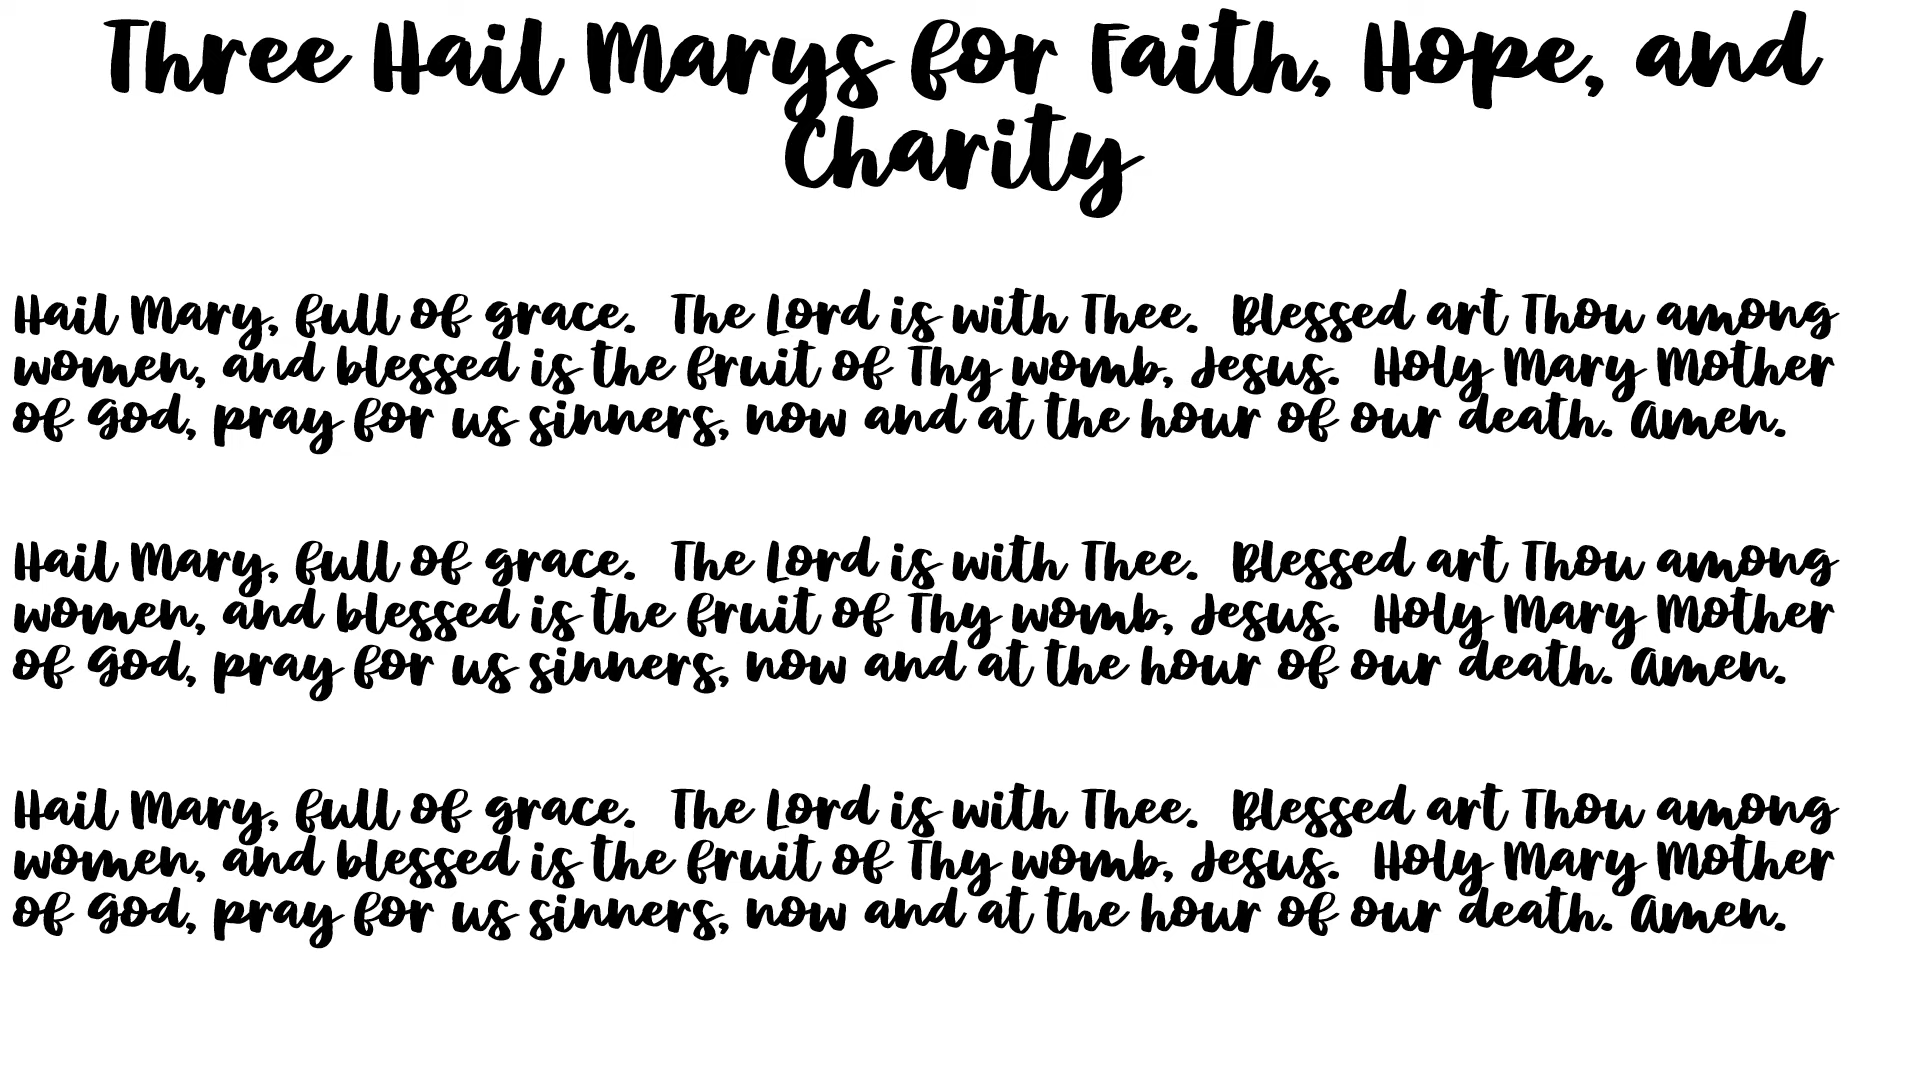 Three Hail Marys for Faith, Hope, and
Charity
Hail Mary, full of grace.  The Lord is with Thee.  Blessed art Thou among
women, and blessed is the fruit of Thy womb, Jesus.  Holy Mary Mother
of God, pray for us sinners, now and at the hour of our death. Amen.
Hail Mary, full of grace.  The Lord is with Thee.  Blessed art Thou among
women, and blessed is the fruit of Thy womb, Jesus.  Holy Mary Mother
of God, pray for us sinners, now and at the hour of our death. Amen.
Hail Mary, full of grace.  The Lord is with Thee.  Blessed art Thou among
women, and blessed is the fruit of Thy womb, Jesus.  Holy Mary Mother
of God, pray for us sinners, now and at the hour of our death. Amen.